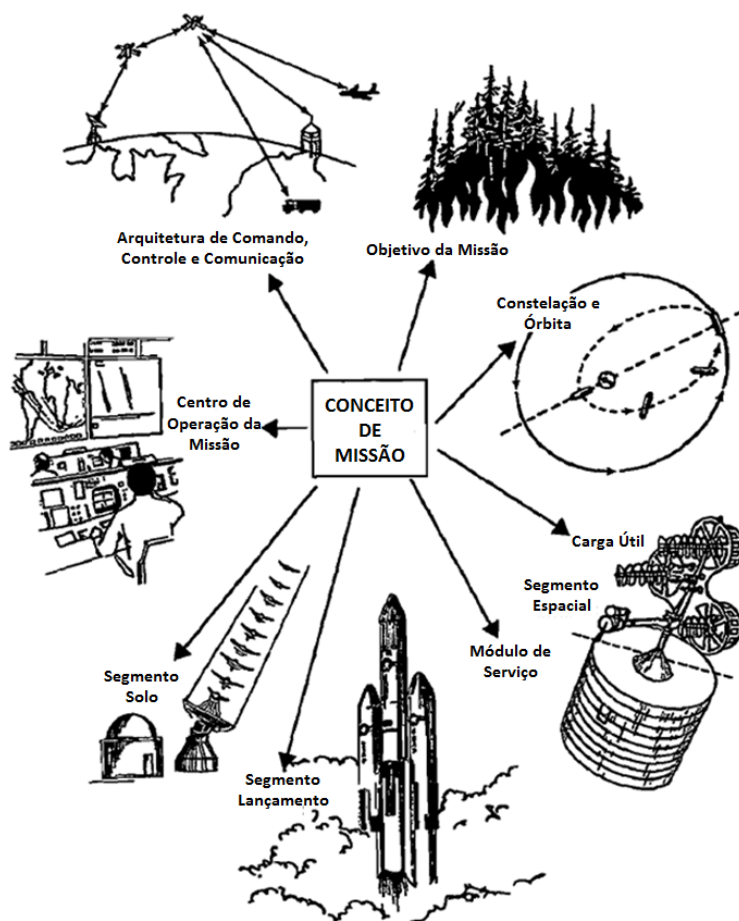 Arquitetura de Comando,
Controle e Comunicação
Objetivo da Missão
Constelação e
Órbita
Centro de
Operação da
Missão
CONCEITO
DE
MISSÃO
Carga Útil
Segmento
Espacial
Módulo de
Serviço
Segmento
Solo
Segmento
Lançamento